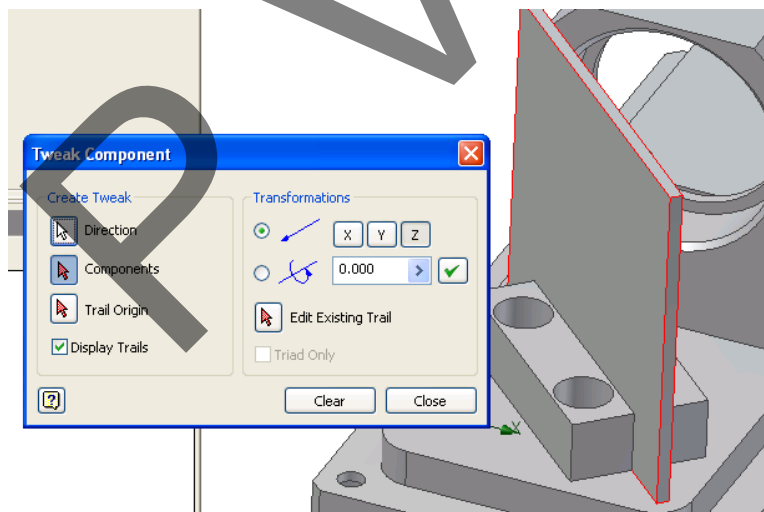 Tweak Component
Create Tweak
Direction
Components
Trail Origin
Display Trails
Transformations
X Y Z
0.000
Edit Existing Trail
Triad Only
Clear Close
X